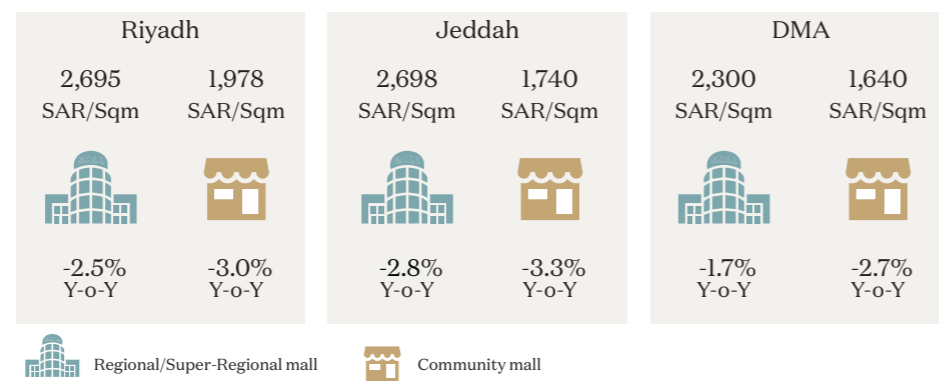 Riyadh
2,695
SAR/Sqm
1,978
SAR/Sqm
-2.5%
Y-o-Y
-3.0%
Y-o-Y
Jeddah
2,698
SAR/Sqm
1,740
SAR/Sqm
-2.8%
Y-o-Y
-3.3%
Y-o-Y
DMA
2,300
SAR/Sqm
1,640
SAR/Sqm
-1.7%
Y-o-Y
-2.7%
Y-o-Y
Regional/Super-Regional mall
Community mall